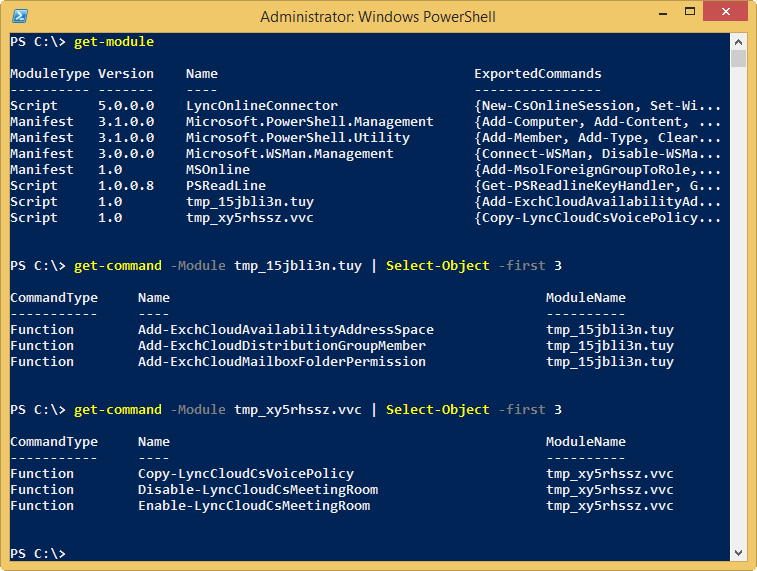 Administrator: Windows PowerShell
PS C:\> get-module
ModuleType Version    Name                                ExportedCommands
---------- -------    ----                                ----------------
Script     5.0.0.0    LyncOnlineConnector                 {New-CsOnlineSession, Set-Wi...
Manifest   3.1.0.0    Microsoft.PowerShell.Management     {Add-Computer, Add-Content, ...
Manifest   3.1.0.0    Microsoft.PowerShell.Utility        {Add-Member, Add-Type, Clear...
Manifest   3.0.0.0    Microsoft.WSMan.Management          {Connect-WSMan, Disable-WSMa...
Manifest   1.0        MSOnline                            {Add-MsolForeignGroupToRole,...
Script     1.0.0.8    PSReadLine                          {Get-PSReadlineKeyHandler, G...
Script     1.0        tmp_15jbli3n.tuy                    {Add-ExchCloudAvailabilityAd...
Script     1.0        tmp_xy5rhssz.vvc                    {Copy-LyncCloudCsVoicePolicy...
PS C:\> get-command -Module tmp_15jbli3n.tuy | Select-Object -first 3
CommandType     Name                                               ModuleName
-----------     ----                                               ----------
Function        Add-ExchCloudAvailabilityAddressSpace              tmp_15jbli3n.tuy
Function        Add-ExchCloudDistributionGroupMember               tmp_15jbli3n.tuy
Function        Add-ExchCloudMailboxFolderPermission               tmp_15jbli3n.tuy
PS C:\> get-command -Module tmp_xy5rhssz.vvc | Select-Object -first 3
CommandType     Name                                               ModuleName
-----------     ----                                               ----------
Function        Copy-LyncCloudCsVoicePolicy                        tmp_xy5rhssz.vvc
Function        Disable-LyncCloudCsMeetingRoom                     tmp_xy5rhssz.vvc
Function        Enable-LyncCloudCsMeetingRoom                      tmp_xy5rhssz.vvc
PS C:\>